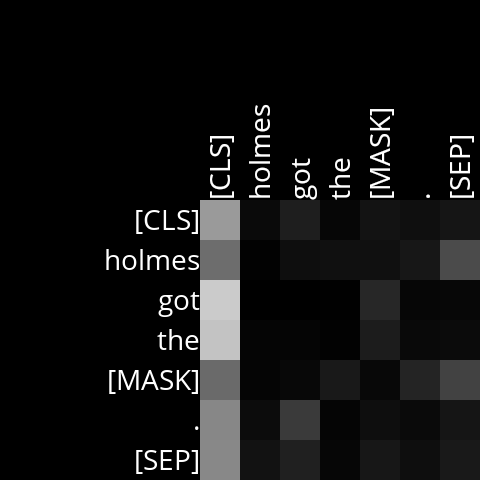 [CLS] holmes got the [MASK] . [SEP]
[CLS]
holmes
got
the
[MASK]
.
[SEP]